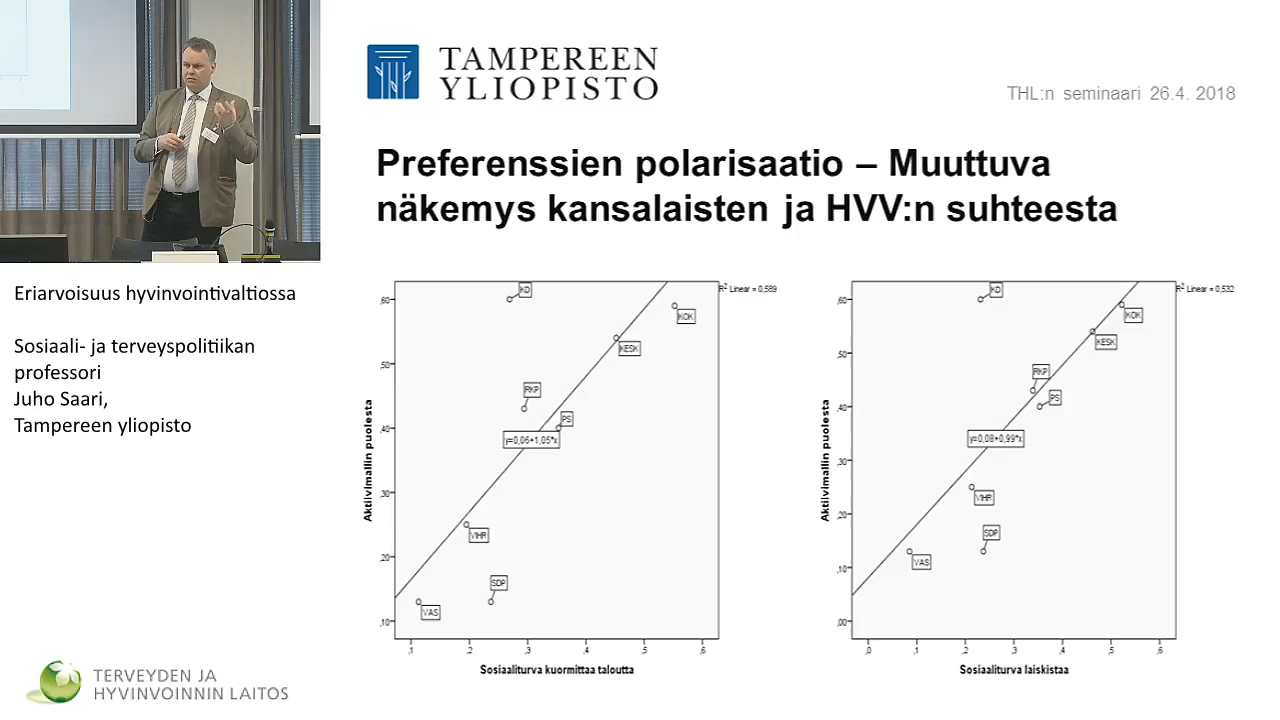 TAMPEREEN
YLIOPISTO
THL:n seminaari 26.4. 2018
Preferenssien polarisaatio – Muuttuva
näkemys kansalaisten ja HVV:n suhteesta
Eriarvoisuus hyvinvointivaltiossa
Sosiaali- ja terveyspolitiikan
professori
Juho Saari,
Tampereen yliopisto
R² Linear = 0,589
,60
,50
,40
,30
,20
,10
Aktiivimallin puolesta
KD
KOK
KESK
RKP
PS
y=0,06+1,05*x
VIHR
SDP
VAS
,1 ,2 ,3 ,4 ,5 ,6
Sosiaaliturva kuormittaa taloutta
R² Linear = 0,532
,60
,50
,40
,30
,20
,10
,00
Aktiivimallin puolesta
KD
KOK
KESK
RKP
PS
y=0,08+0,99*x
VIHR
SDP
VAS
,0 ,1 ,2 ,3 ,4 ,5 ,6
Sosiaaliturva laiskistaa
TERVEYDEN JA
HYVINVOINNIN LAITOS